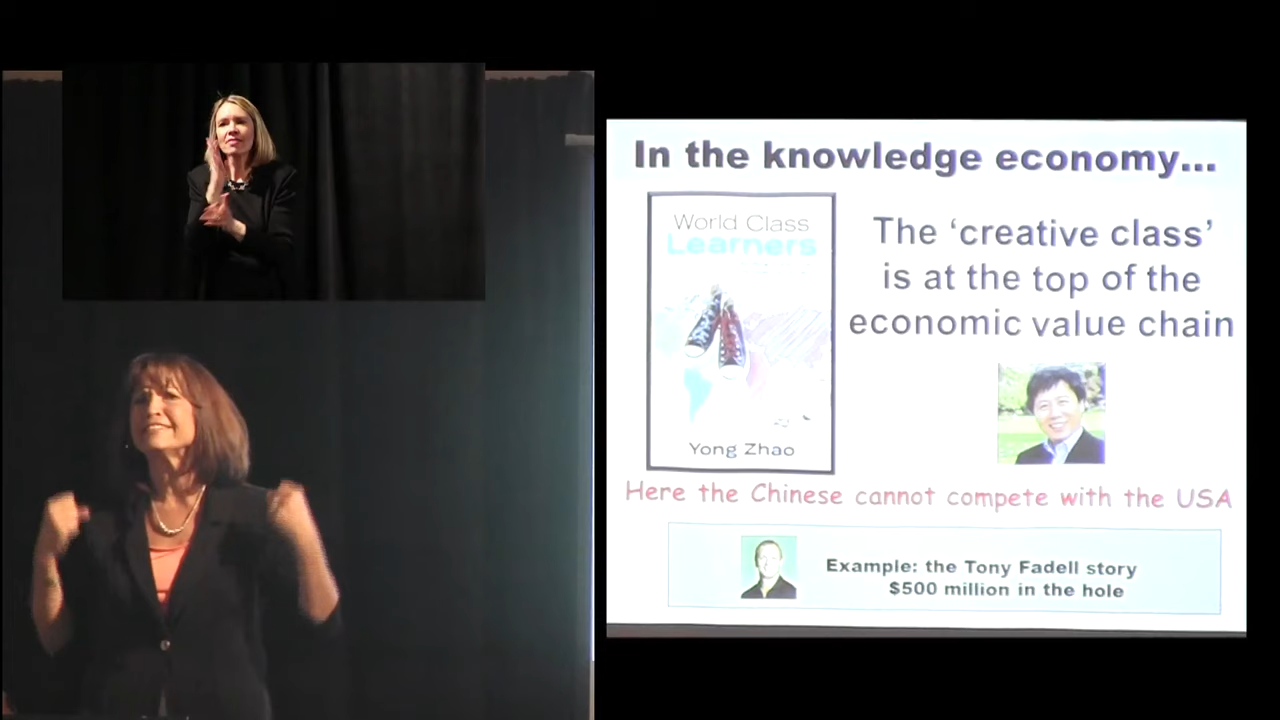 In the knowledge economy...
World Class
Learners
Yong Zhao
The ‘creative class’
is at the top of the
economic value chain
Here the Chinese cannot compete with the USA
Example: the Tony Fadell story
$500 million in the hole